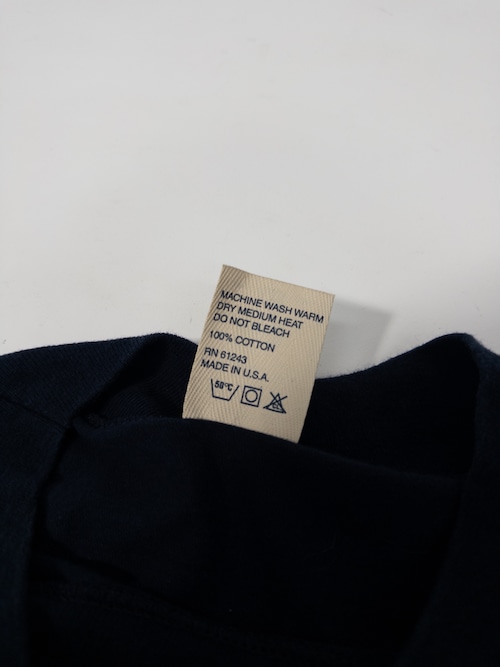 MACHINE WASH WARM
DRY MEDIUM HEAT
DO NOT BLEACH
100% COTTON
RN 61243
MADE IN U.S.A.
50°C